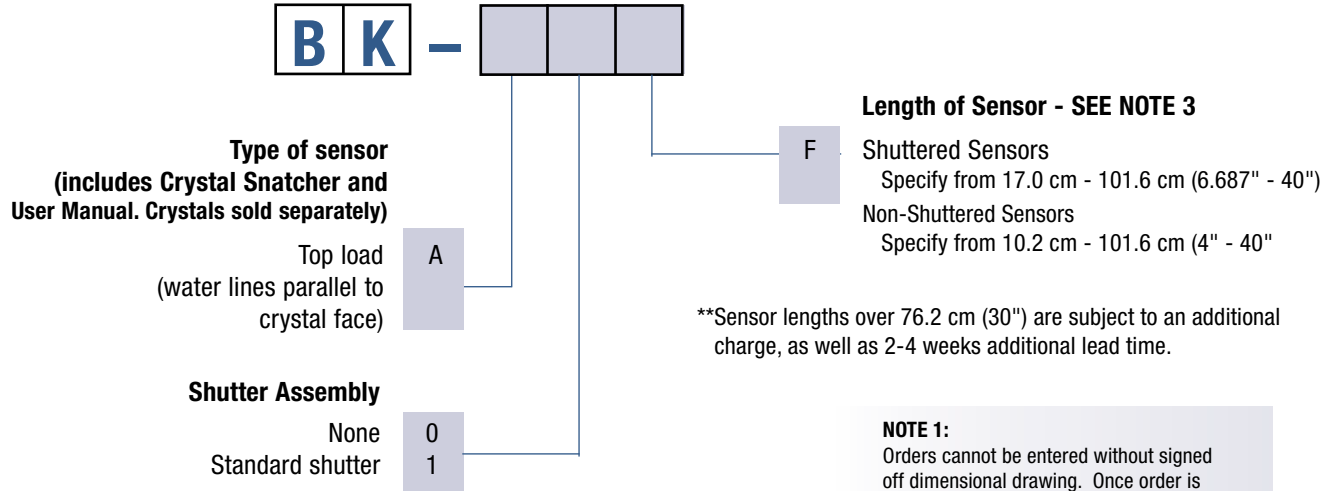 B K –
Length of Sensor - SEE NOTE 3
F
Shuttered Sensors
Specify from 17.0 cm - 101.6 cm (6.687" - 40")
Non-Shuttered Sensors
Specify from 10.2 cm - 101.6 cm (4" - 40"
Type of sensor
(includes Crystal Snatcher and
User Manual. Crystals sold separately)
Top load A
(water lines parallel to
crystal face)
**Sensor lengths over 76.2 cm (30") are subject to an additional
charge, as well as 2-4 weeks additional lead time.
Shutter Assembly
None 0
Standard shutter 1
NOTE 1:
Orders cannot be entered without signed
off dimensional drawing. Once order is